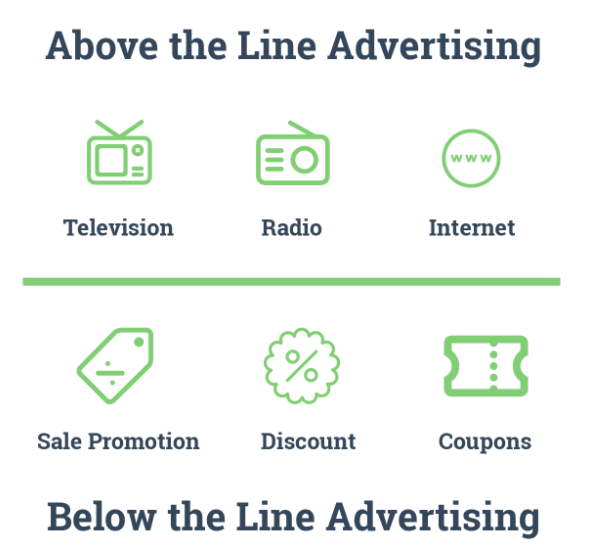 Above the Line Advertising
www
Television Radio Internet
Sale Promotion Discount Coupons
Below the Line Advertising